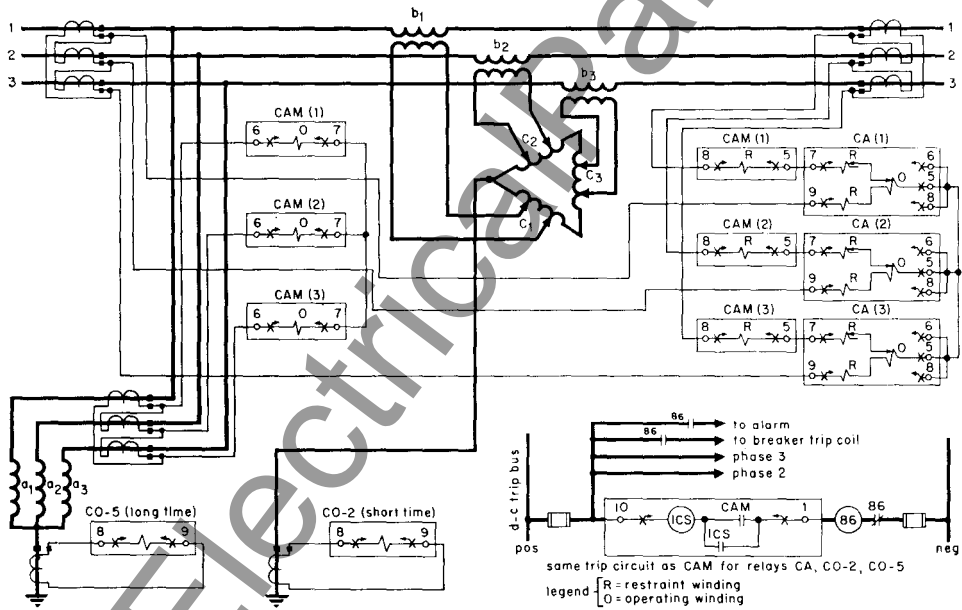 b1
1
1
b2
2
2
b3
3
3
CAM (1)
6 O 7
C2
C3
C1
CAM (1)
8 R 5
CA (1)
7 R 6
O 5
9 R 8
CAM (2)
6 O 7
CAM (2)
8 R 5
CA (2)
7 R 6
O 5
9 R 8
CAM (3)
6 O 7
CAM (3)
8 R 5
CA (3)
7 R 6
O 5
9 R 8
a1 a2 a3
CO-5 (long time)
8 9
CO-2 (short time)
8 9
86 to alarm
86 to breaker trip coil
phase 3
phase 2
d-c trip bus
10 ICS CAM 1 86 86
ICS
pos
neg
same trip circuit as CAM for relays CA, CO-2, CO-5
legend R = restraint winding
O = operating winding